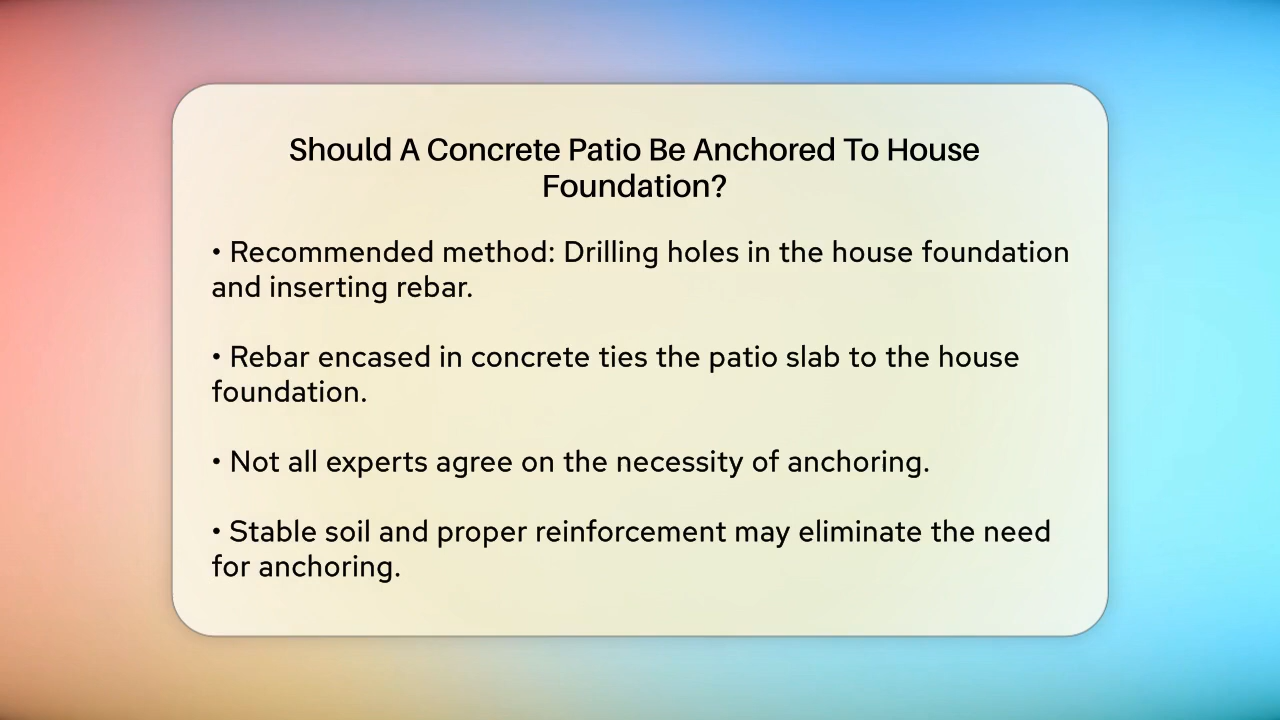 Should A Concrete Patio Be Anchored To House
Foundation?
• Recommended method: Drilling holes in the house foundation
and inserting rebar.
• Rebar encased in concrete ties the patio slab to the house
foundation.
• Not all experts agree on the necessity of anchoring.
• Stable soil and proper reinforcement may eliminate the need
for anchoring.